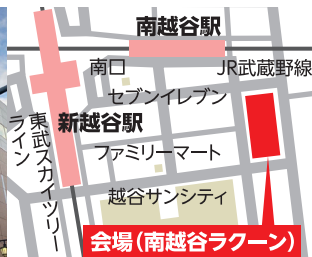 南越谷駅
南口
JR武蔵野線
セブンイレブン
新越谷駅
東武スカイツリー
ライン
ファミリーマート
越谷サンシティ
会場(南越谷ラクーン)